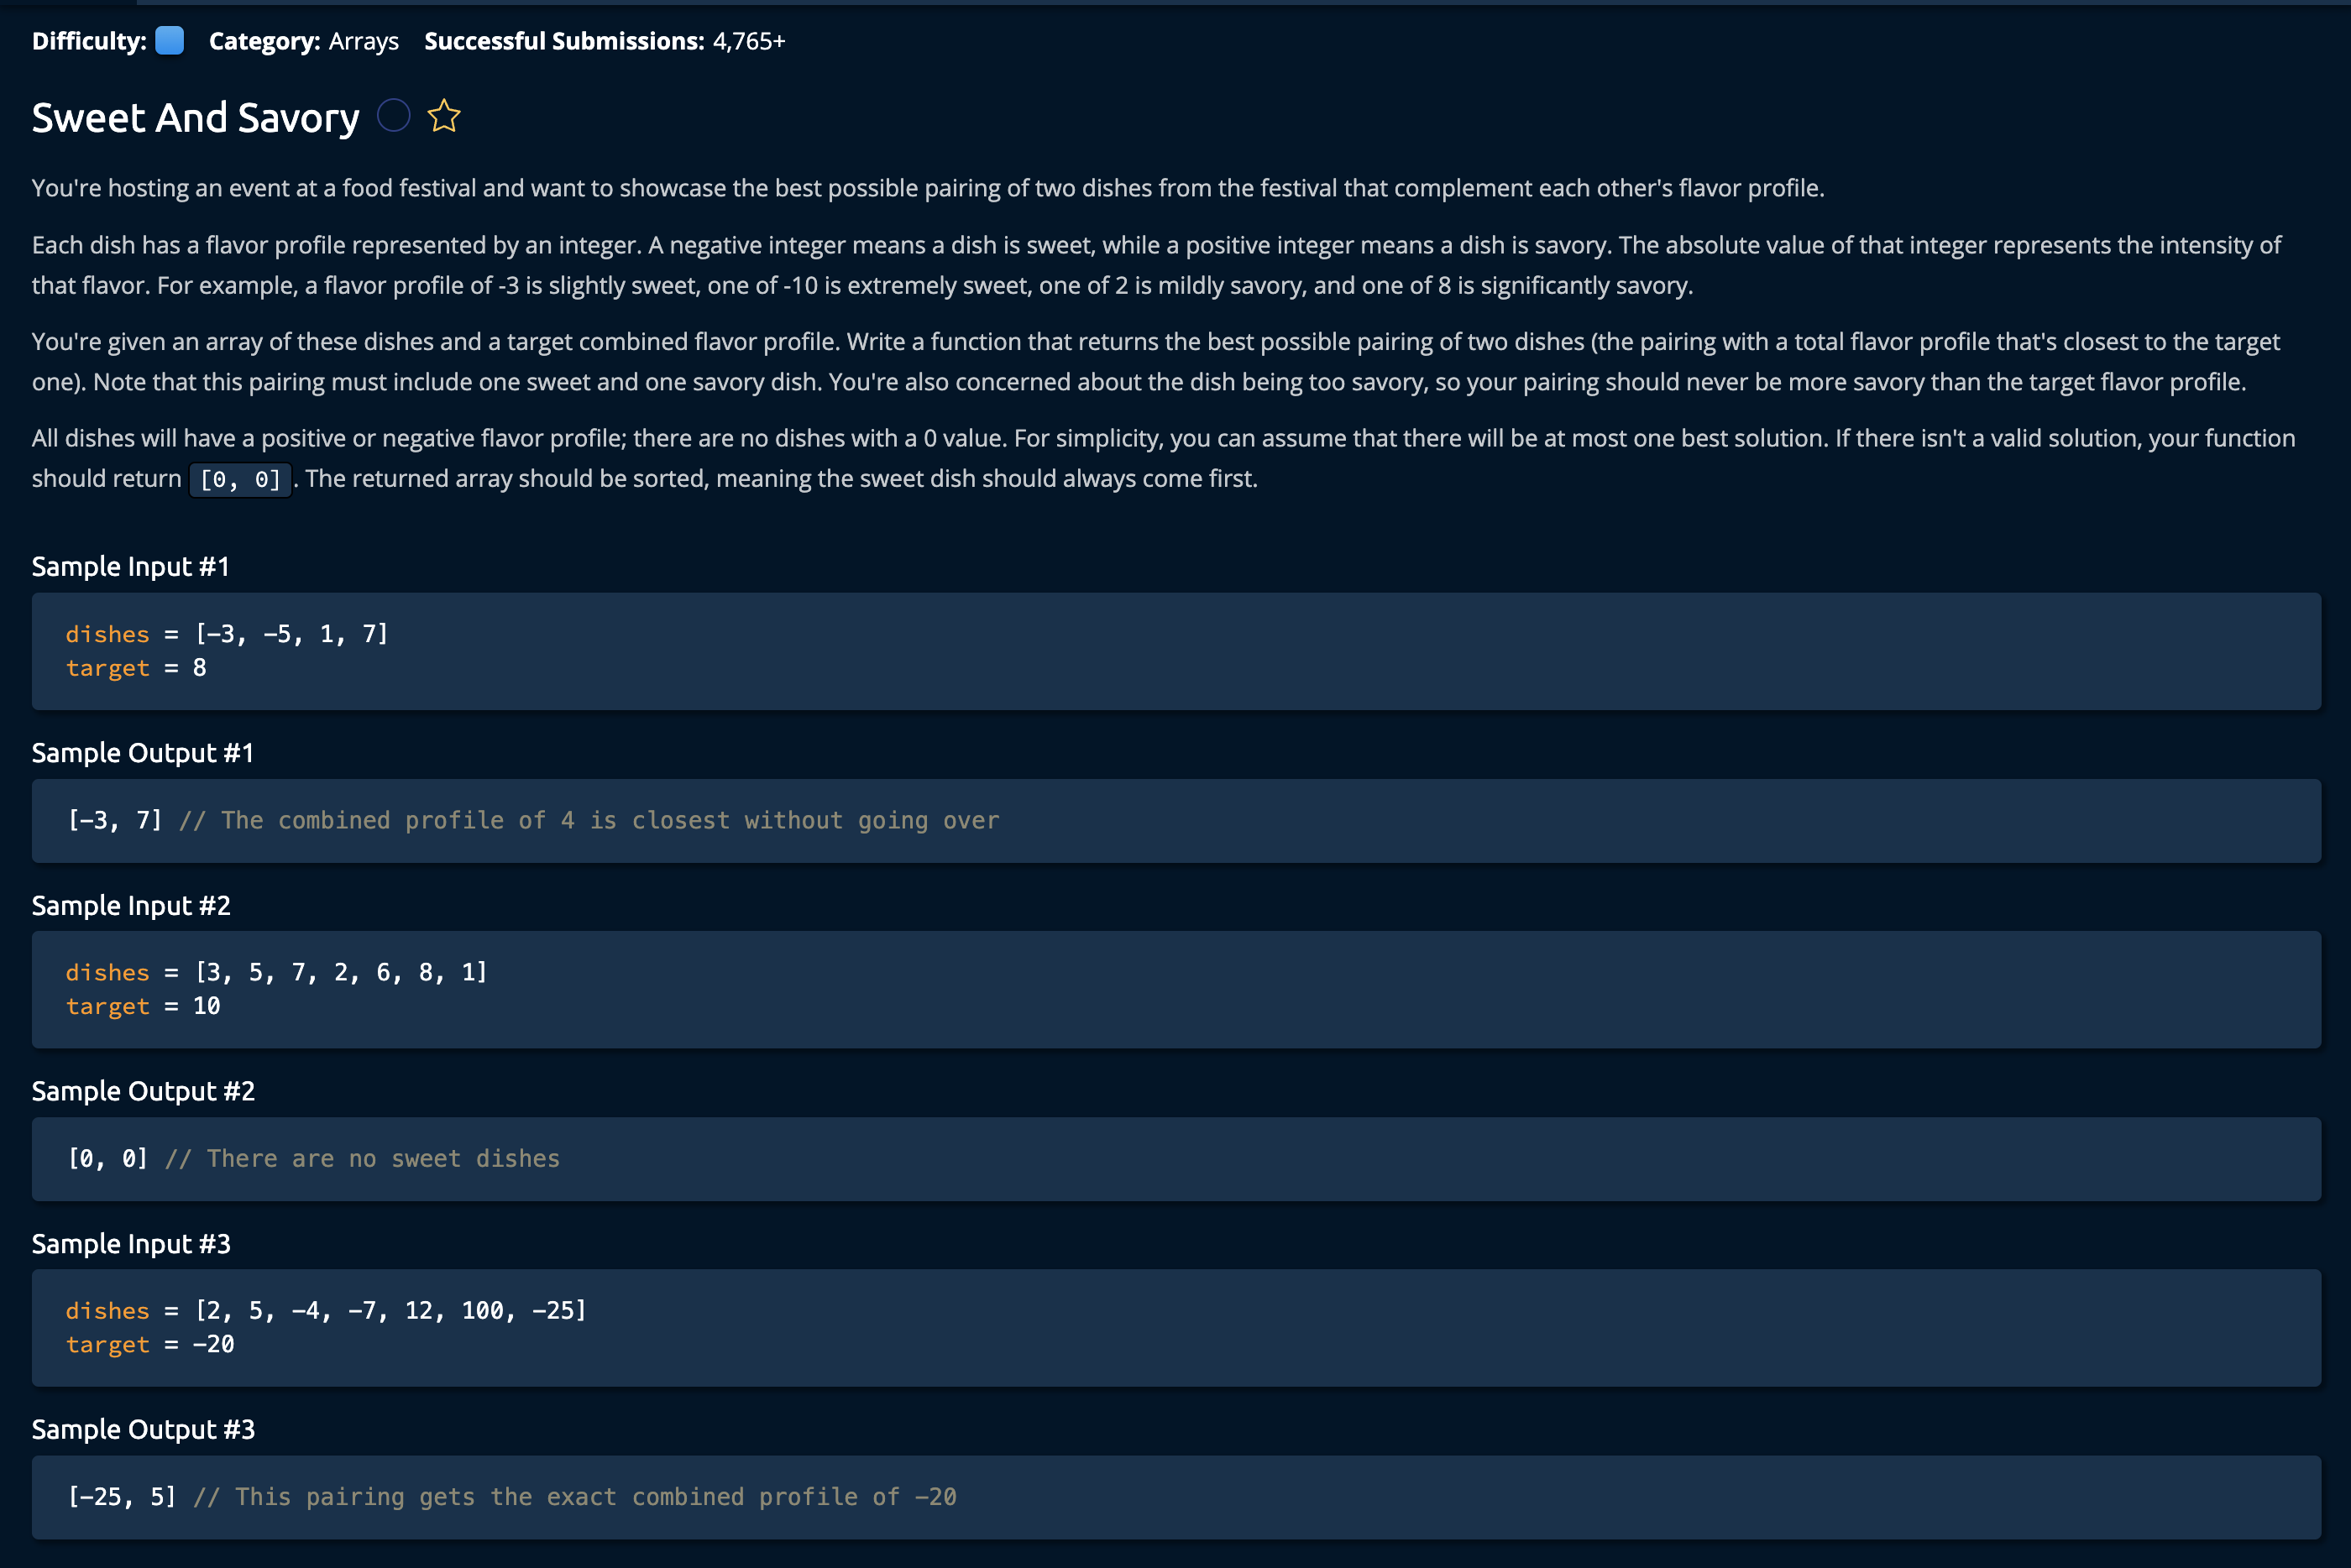 Difficulty: Category: Arrays Successful Submissions: 4,765+
Sweet And Savory
You're hosting an event at a food festival and want to showcase the best possible pairing of two dishes from the festival that complement each other's flavor profile.
Each dish has a flavor profile represented by an integer. A negative integer means a dish is sweet, while a positive integer means a dish is savory. The absolute value of that integer represents the intensity of
that flavor. For example, a flavor profile of -3 is slightly sweet, one of -10 is extremely sweet, one of 2 is mildly savory, and one of 8 is significantly savory.
You're given an array of these dishes and a target combined flavor profile. Write a function that returns the best possible pairing of two dishes (the pairing with a total flavor profile that's closest to the target
one). Note that this pairing must include one sweet and one savory dish. You're also concerned about the dish being too savory, so your pairing should never be more savory than the target flavor profile.
All dishes will have a positive or negative flavor profile; there are no dishes with a 0 value. For simplicity, you can assume that there will be at most one best solution. If there isn't a valid solution, your function
should return [0, 0]. The returned array should be sorted, meaning the sweet dish should always come first.
Sample Input #1
dishes = [-3, -5, 1, 7]
target = 8
Sample Output #1
[-3, 7] // The combined profile of 4 is closest without going over
Sample Input #2
dishes = [3, 5, 7, 2, 6, 8, 1]
target = 10
Sample Output #2
[0, 0] // There are no sweet dishes
Sample Input #3
dishes = [2, 5, -4, -7, 12, 100, -25]
target = -20
Sample Output #3
[-25, 5] // This pairing gets the exact combined profile of -20